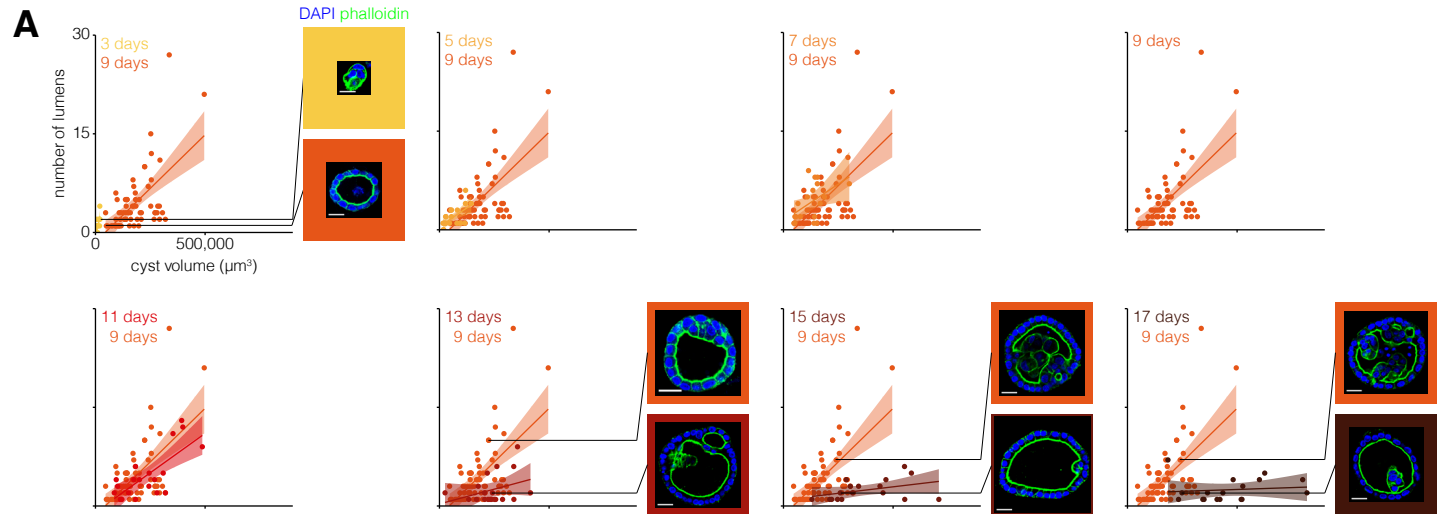 A
DAPI phalloidin
30
15
0
number of lumens
0
500,000
cyst volume (µm³)
3 days
9 days
5 days
9 days
7 days
9 days
9 days
11 days
9 days
13 days
9 days
15 days
9 days
17 days
9 days